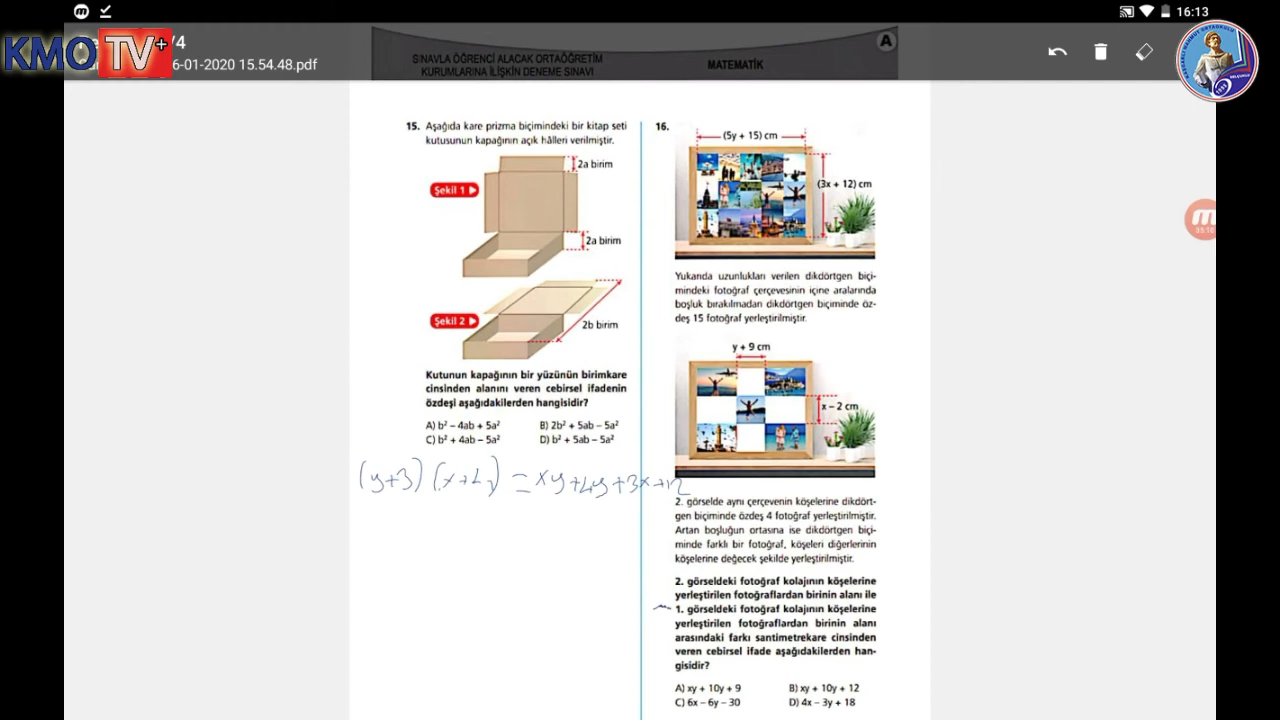 16:13
KMO TV+
/4
6-01-2020 15.54.48.pdf
SINAVLA ÖĞRENCİ ALACAK ORTAÖĞRETİM
KURUMLARINA İLİŞKİN DENEME SINAVI
MATEMATİK
A
15. Aşağıda kare prizma biçimindeki bir kitap seti
kutusunun kapağının açık hâlleri verilmiştir.
Şekil 1
2a birim
2a birim
Şekil 2
2b birim
Kutunun kapağının bir yüzünün birimkare
cinsinden alanını veren cebirsel ifadenin
özdeşi aşağıdakilerden hangisidir?
A) b² – 4ab + 5a² B) 2b² + 5ab – 5a²
C) b² + 4ab – 5a² D) b² + 5ab – 5a²
(y+3) (x+4) = xy+4y+3x+12
16.
(5y + 15) cm
(3x + 12) cm
Yukarıda uzunlukları verilen dikdörtgen biçi-
mindeki fotoğraf çerçevesinin içine aralarında
boşluk bırakılmadan dikdörtgen biçiminde öz-
deş 15 fotoğraf yerleştirilmiştir.
y + 9 cm
x – 2 cm
2. görselde aynı çerçevenin köşelerine dikdört-
gen biçiminde özdeş 4 fotoğraf yerleştirilmiştir.
Artan boşluğun ortasına ise dikdörtgen biçi-
minde farklı bir fotoğraf, köşeleri diğerlerinin
köşelerine değecek şekilde yerleştirilmiştir.
2. görseldeki fotoğraf kolajının köşelerine
yerleştirilen fotoğraflardan birinin alanı ile
1. görseldeki fotoğraf kolajının köşelerine
yerleştirilen fotoğraflardan birinin alanı
arasındaki farkı santimetrekare cinsinden
veren cebirsel ifade aşağıdakilerden han-
gisidir?
A) xy + 10y + 9 B) xy + 10y + 12
C) 6x – 6y – 30 D) 4x – 3y + 18